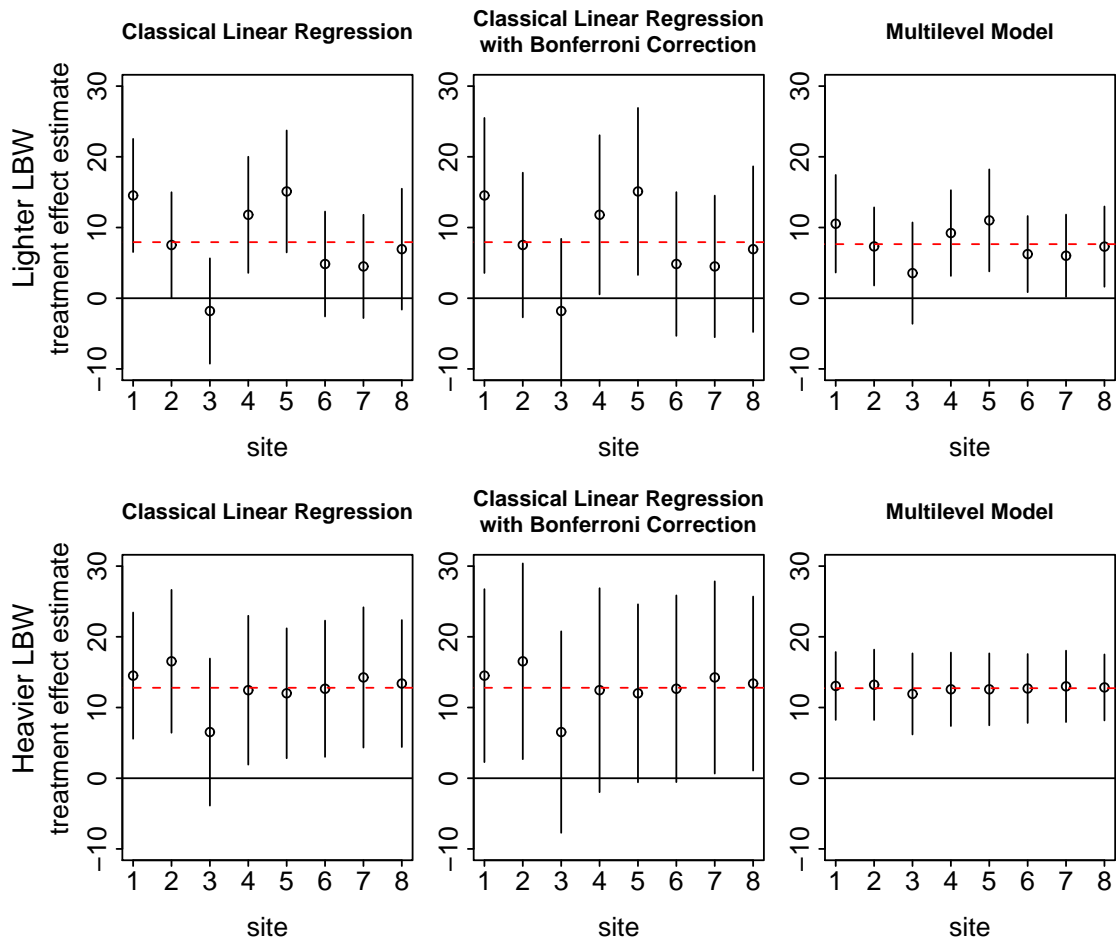 Classical Linear Regression
Classical Linear Regression
with Bonferroni Correction
Multilevel Model
Lighter LBW
treatment effect estimate
30
20
10
0
−10
1 2 3 4 5 6 7 8
site
30
20
10
0
−10
1 2 3 4 5 6 7 8
site
30
20
10
0
−10
1 2 3 4 5 6 7 8
site
Classical Linear Regression
Classical Linear Regression
with Bonferroni Correction
Multilevel Model
Heavier LBW
treatment effect estimate
30
20
10
0
−10
1 2 3 4 5 6 7 8
site
30
20
10
0
−10
1 2 3 4 5 6 7 8
site
30
20
10
0
−10
1 2 3 4 5 6 7 8
site